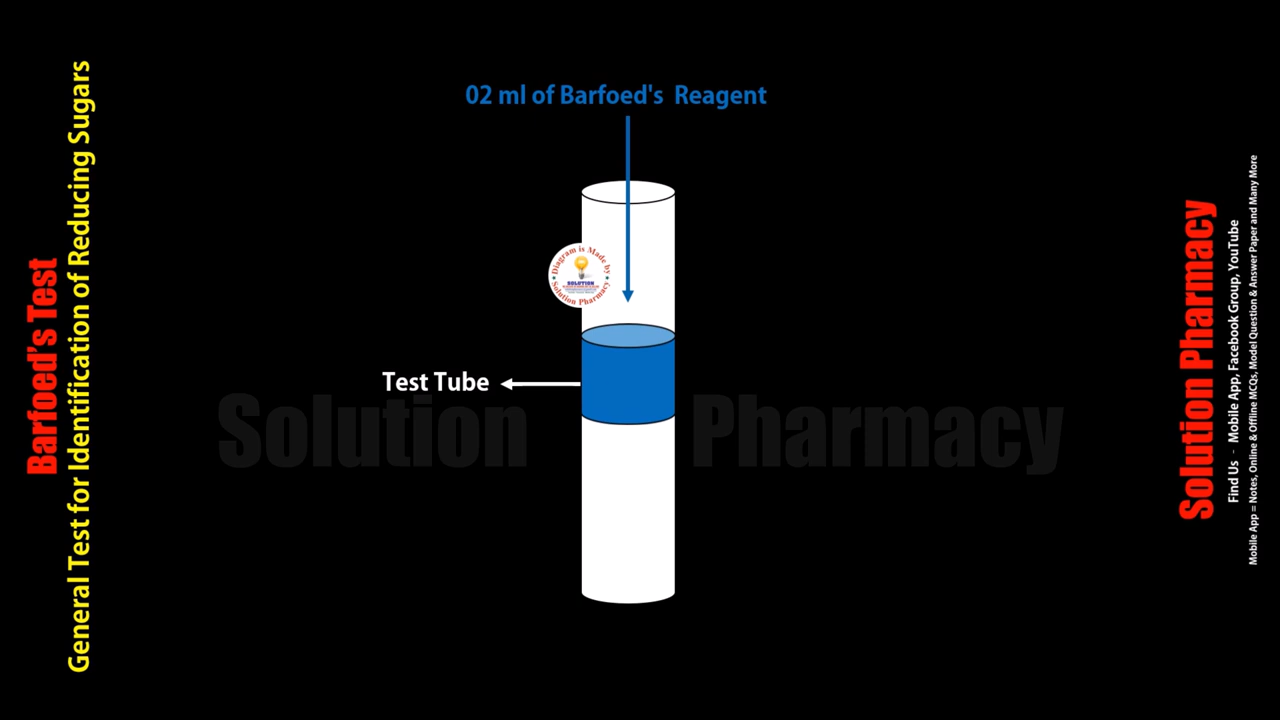 Barfoed's Test
General Test for Identification of Reducing Sugars
02 ml of Barfoed's Reagent
Diagram is Made by
SOLUTION
Solution Pharmacy
Test Tube
Solution Pharmacy
Solution Pharmacy
Find Us - Mobile App, Facebook Group, YouTube
Mobile App = Notes, Online & Offline MCQs, Model Question & Answer Paper and Many More